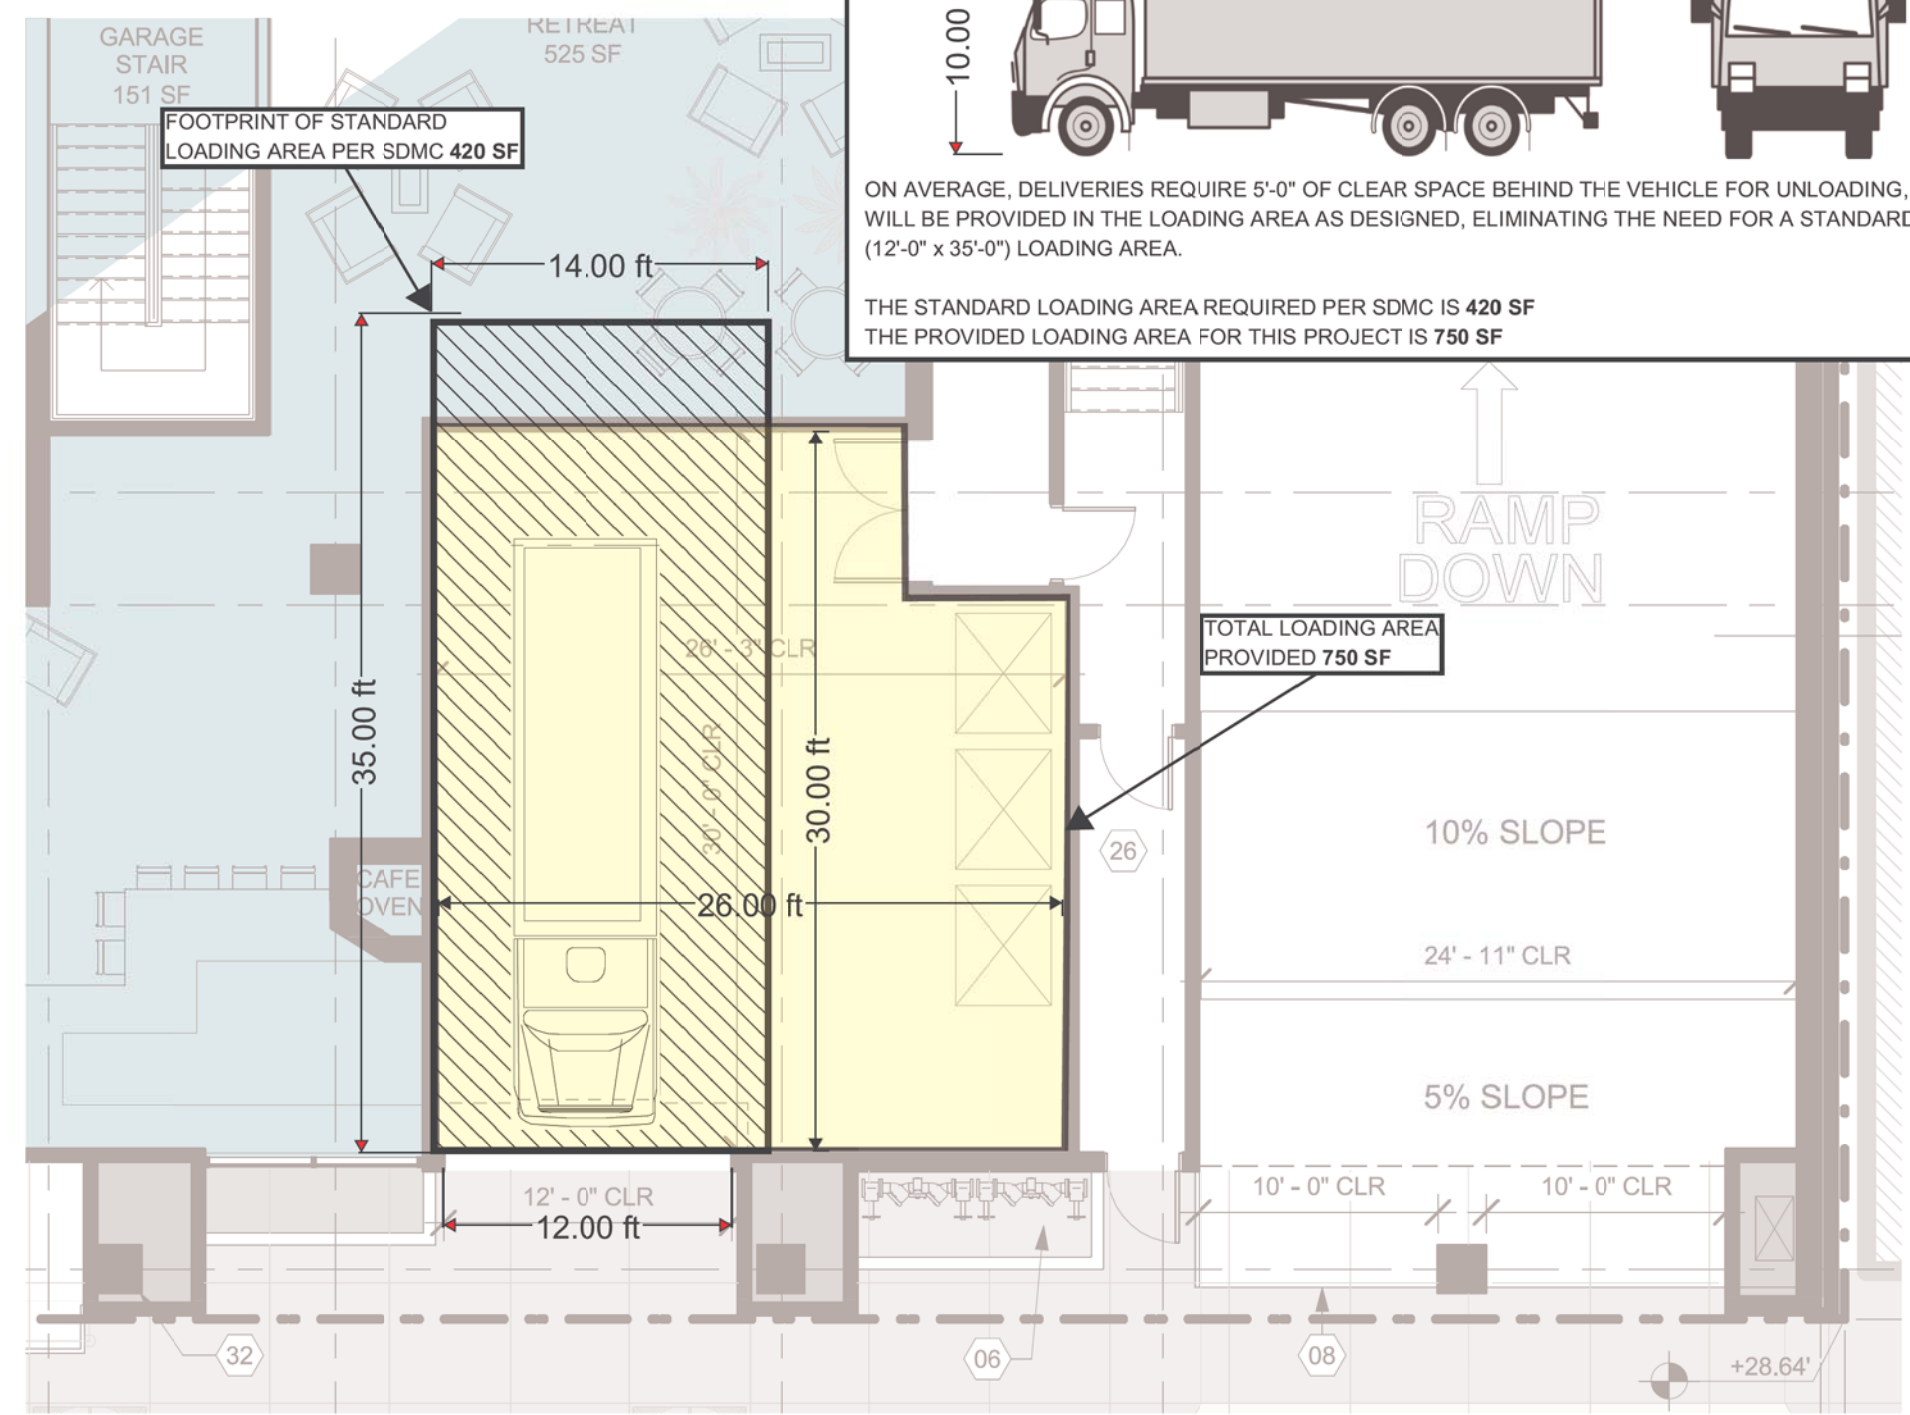 GARAGE
STAIR
151 SF
RETREAT
525 SF
FOOTPRINT OF STANDARD
LOADING AREA PER SDMC 420 SF
10.00
ON AVERAGE, DELIVERIES REQUIRE 5'-0" OF CLEAR SPACE BEHIND THE VEHICLE FOR UNLOADING,
WILL BE PROVIDED IN THE LOADING AREA AS DESIGNED, ELIMINATING THE NEED FOR A STANDARD
(12'-0" x 35'-0") LOADING AREA.
THE STANDARD LOADING AREA REQUIRED PER SDMC IS 420 SF
THE PROVIDED LOADING AREA FOR THIS PROJECT IS 750 SF
14.00 ft
RAMP
DOWN
TOTAL LOADING AREA
PROVIDED 750 SF
26' - 3" CLR
35.00 ft
30' - 0" CLR
30.00 ft
10% SLOPE
26
CAFE
OVEN
26.00 ft
24' - 11" CLR
5% SLOPE
12' - 0" CLR
12.00 ft
10' - 0" CLR
10' - 0" CLR
32
06
08
+28.64'